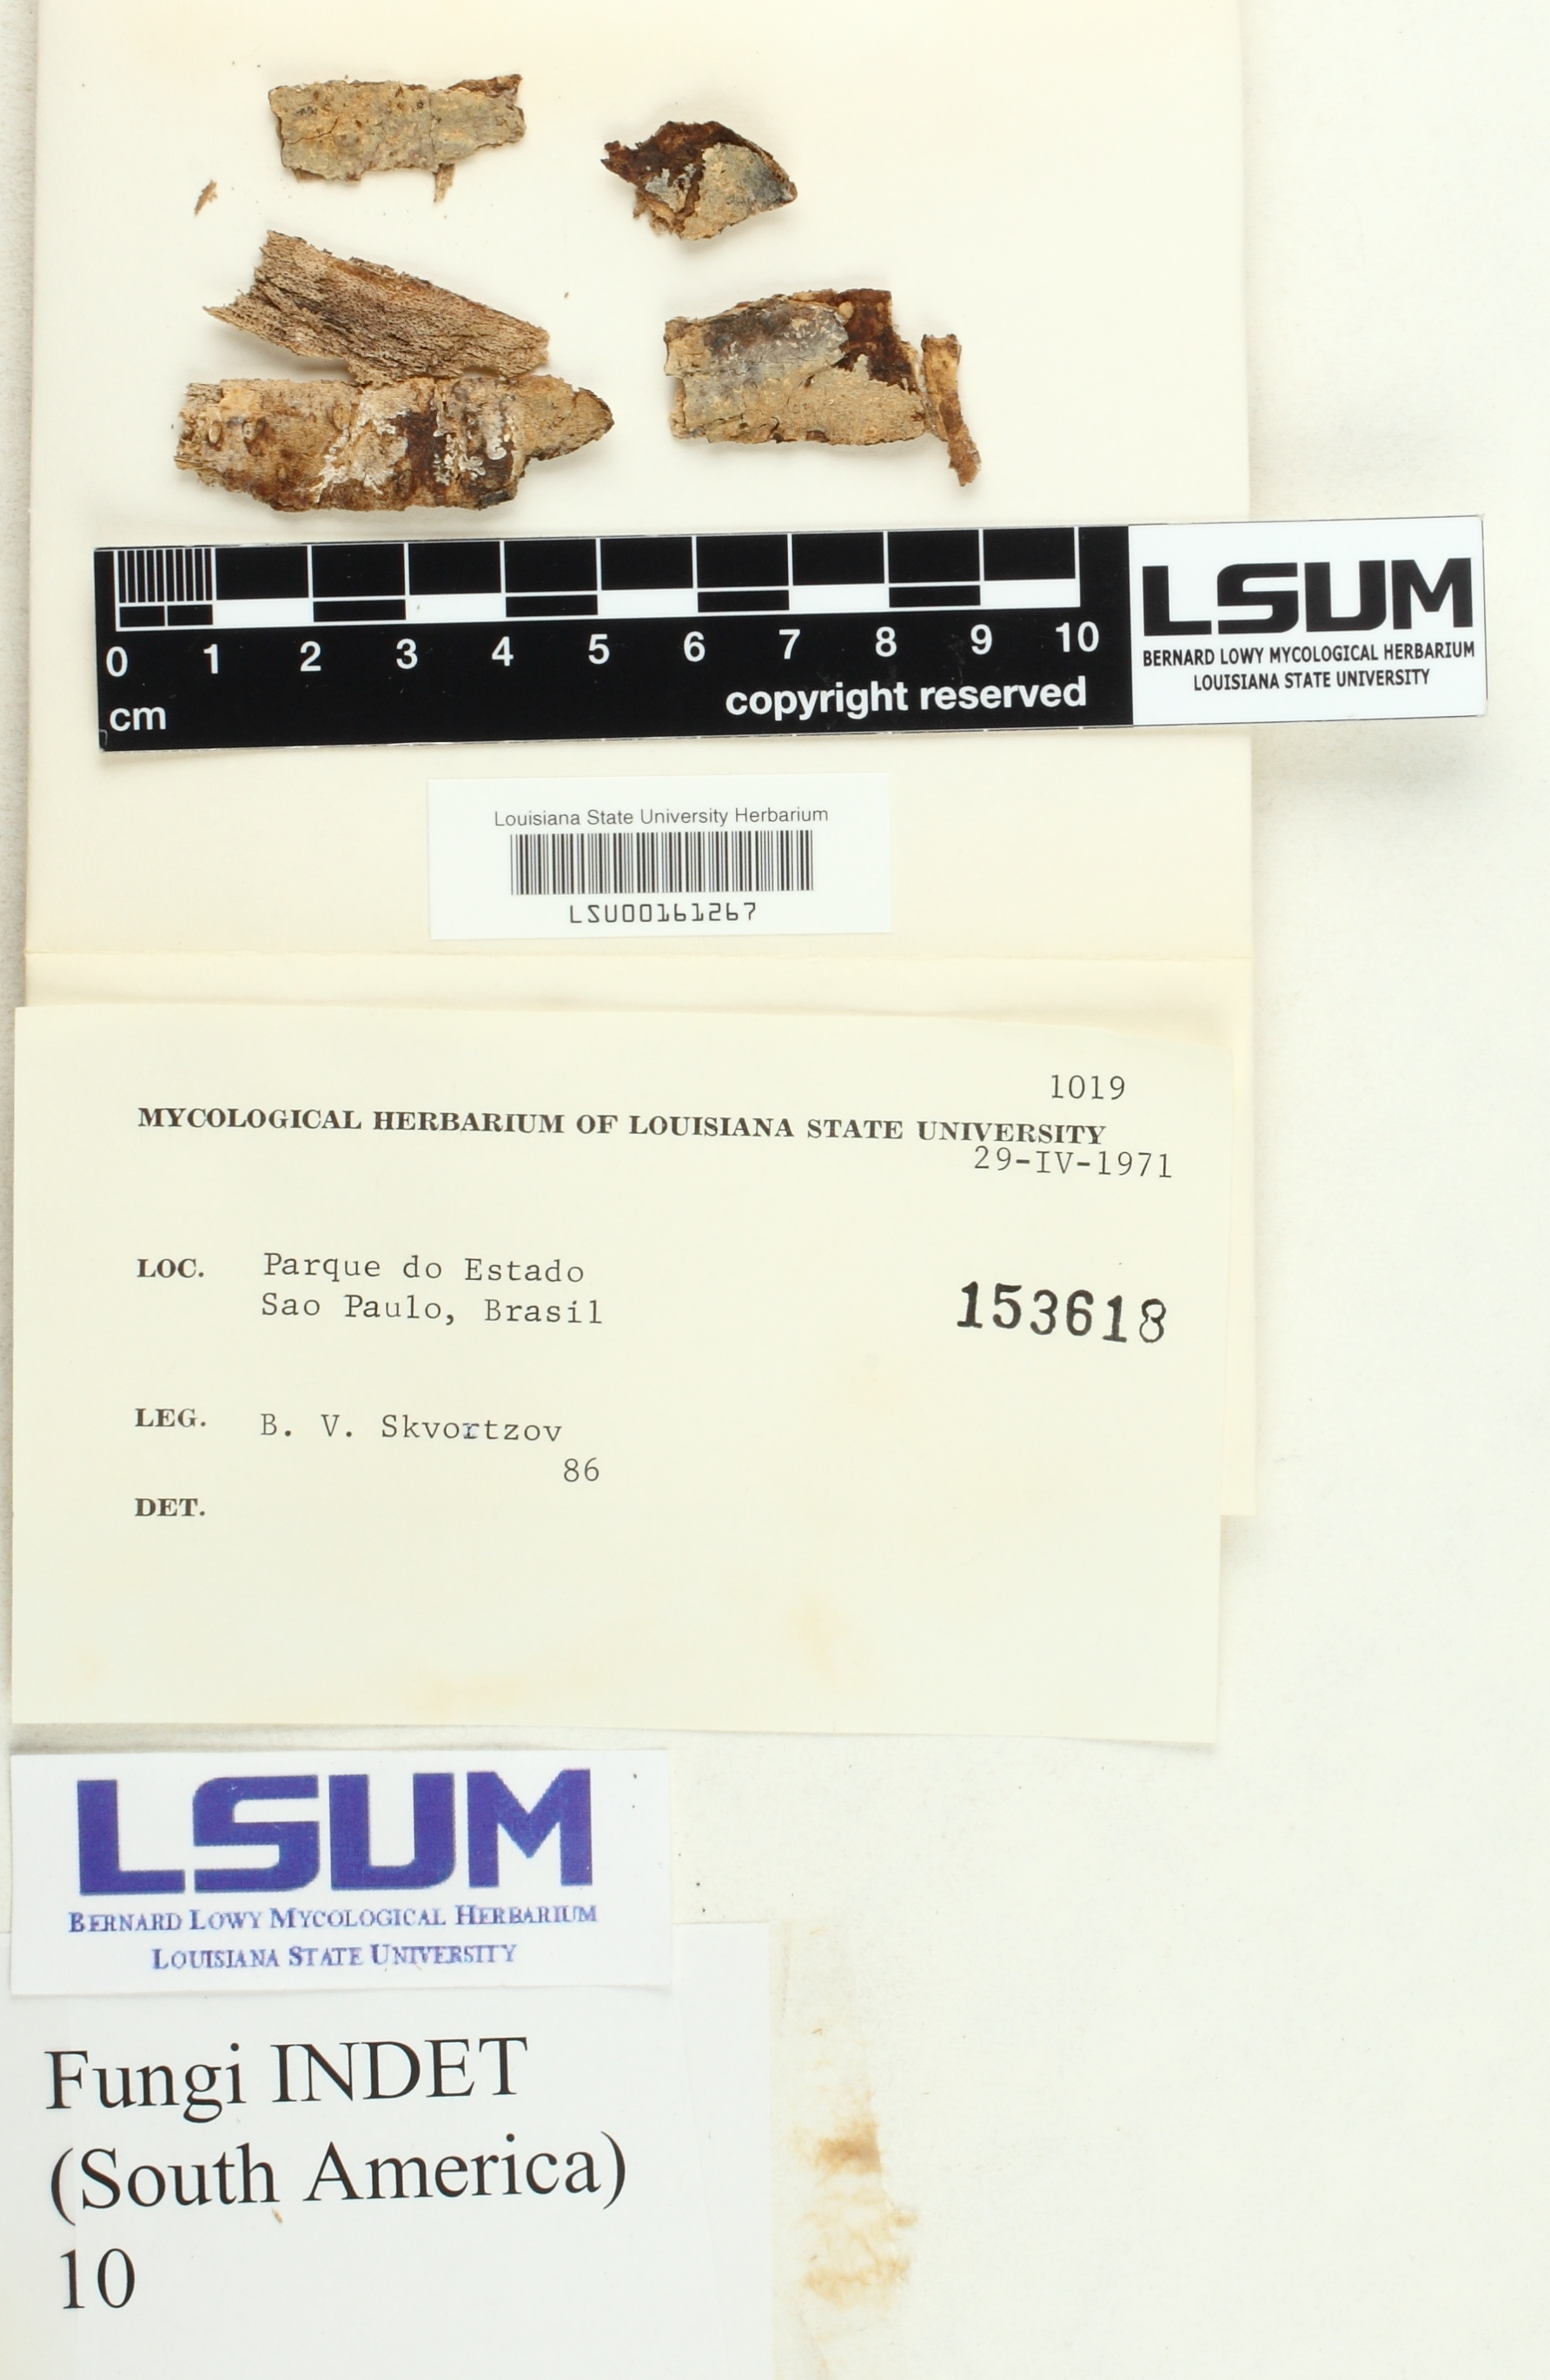 0 1 2 3 4 5 6 7 8 9 10
cm
copyright reserved
LSUM
BERNARD LOWY MYCOLOGICAL HERBARIUM
LOUISIANA STATE UNIVERSITY
Louisiana State University Herbarium
LSU00161267
1019
MYCOLOGICAL HERBARIUM OF LOUISIANA STATE UNIVERSITY
29-IV-1971
LOC. Parque do Estado
Sao Paulo, Brasil
153618
LEG. B. V. Skvortzov
86
DET.
LSUM
BERNARD LOWY MYCOLOGICAL HERBARIUM
LOUISIANA STATE UNIVERSITY
Fungi INDET
(South America)
10